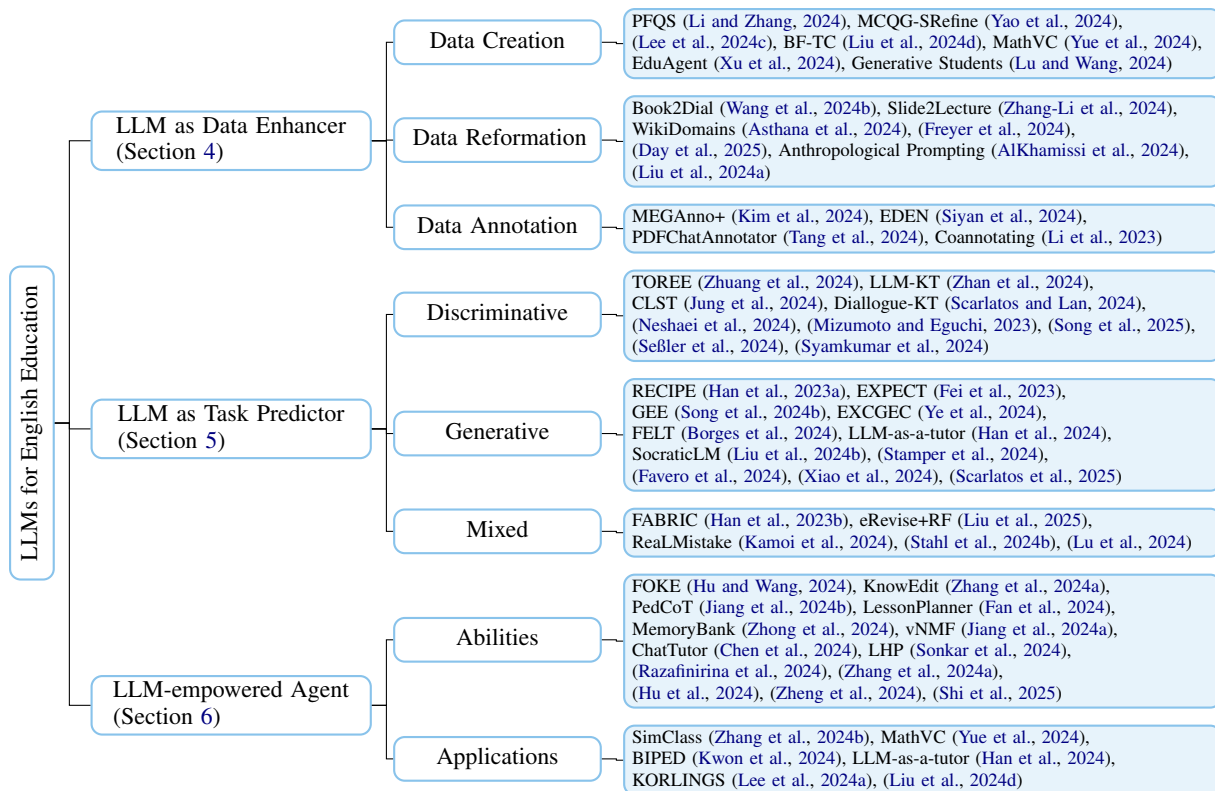 LLMs for English Education
LLM as Data Enhancer
(Section 4)
Data Creation
PFQS (Li and Zhang, 2024), MCQG-SRefine (Yao et al., 2024),
(Lee et al., 2024c), BF-TC (Liu et al., 2024d), MathVC (Yue et al., 2024),
EduAgent (Xu et al., 2024), Generative Students (Lu and Wang, 2024)
Data Reformation
Book2Dial (Wang et al., 2024b), Slide2Lecture (Zhang-Li et al., 2024),
WikiDomains (Asthana et al., 2024), (Freyer et al., 2024),
(Day et al., 2025), Anthropological Prompting (AlKhamissi et al., 2024),
(Liu et al., 2024a)
Data Annotation
MEGAnno+ (Kim et al., 2024), EDEN (Siyan et al., 2024),
PDFChatAnnotator (Tang et al., 2024), Coannotating (Li et al., 2023)
LLM as Task Predictor
(Section 5)
Discriminative
TOREE (Zhuang et al., 2024), LLM-KT (Zhan et al., 2024),
CLST (Jung et al., 2024), Diallogue-KT (Scarlatos and Lan, 2024),
(Neshaei et al., 2024), (Mizumoto and Eguchi, 2023), (Song et al., 2025),
(Seßler et al., 2024), (Syamkumar et al., 2024)
Generative
RECIPE (Han et al., 2023a), EXPECT (Fei et al., 2023),
GEE (Song et al., 2024b), EXCGEC (Ye et al., 2024),
FELT (Borges et al., 2024), LLM-as-a-tutor (Han et al., 2024),
SocraticLM (Liu et al., 2024b), (Stamper et al., 2024),
(Favero et al., 2024), (Xiao et al., 2024), (Scarlatos et al., 2025)
Mixed
FABRIC (Han et al., 2023b), eRevise+RF (Liu et al., 2025),
ReaLMistake (Kamoi et al., 2024), (Stahl et al., 2024b), (Lu et al., 2024)
LLM-empowered Agent
(Section 6)
Abilities
FOKE (Hu and Wang, 2024), KnowEdit (Zhang et al., 2024a),
PedCoT (Jiang et al., 2024b), LessonPlanner (Fan et al., 2024),
MemoryBank (Zhong et al., 2024), vNMF (Jiang et al., 2024a),
ChatTutor (Chen et al., 2024), LHP (Sonkar et al., 2024),
(Razafinirina et al., 2024), (Zhang et al., 2024a),
(Hu et al., 2024), (Zheng et al., 2024), (Shi et al., 2025)
Applications
SimClass (Zhang et al., 2024b), MathVC (Yue et al., 2024),
BIPED (Kwon et al., 2024), LLM-as-a-tutor (Han et al., 2024),
KORLINGS (Lee et al., 2024a), (Liu et al., 2024d)